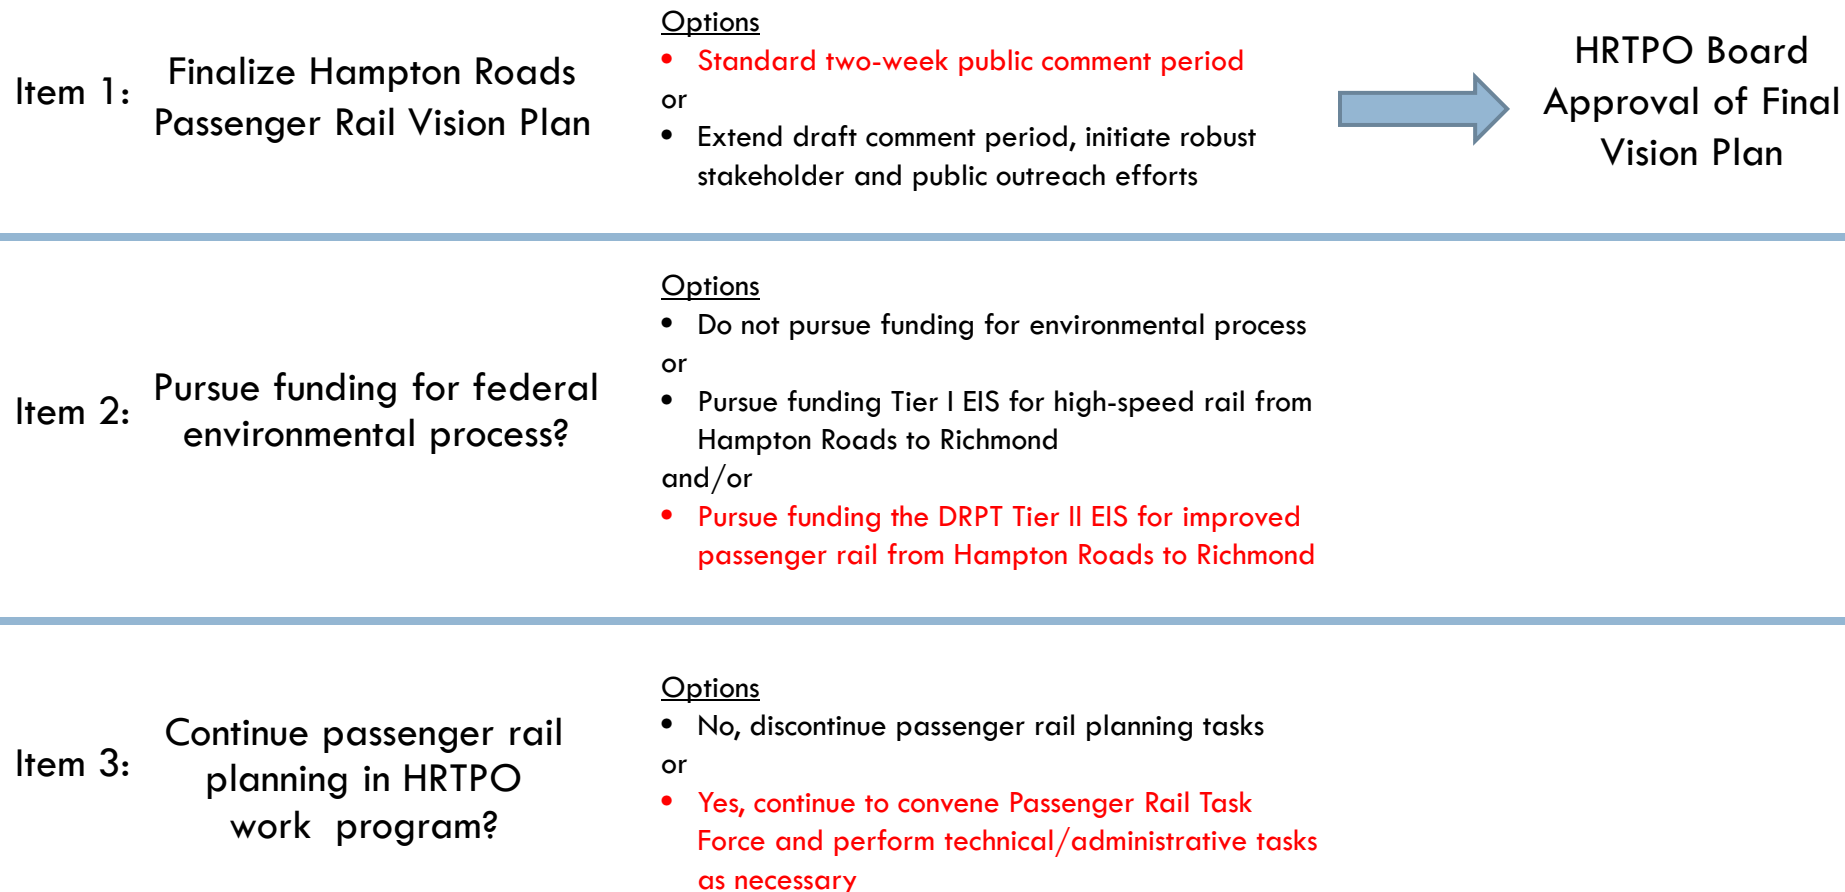 Item 1:
Finalize Hampton Roads
Passenger Rail Vision Plan
Options
• Standard two-week public comment period
or
• Extend draft comment period, initiate robust
stakeholder and public outreach efforts
HRTPO Board
Approval of Final
Vision Plan
Item 2:
Pursue funding for federal
environmental process?
Options
• Do not pursue funding for environmental process
or
• Pursue funding Tier I EIS for high-speed rail from
Hampton Roads to Richmond
and/or
• Pursue funding the DRPT Tier II EIS for improved
passenger rail from Hampton Roads to Richmond
Item 3:
Continue passenger rail
planning in HRTPO
work program?
Options
• No, discontinue passenger rail planning tasks
or
• Yes, continue to convene Passenger Rail Task
Force and perform technical/administrative tasks
as necessary